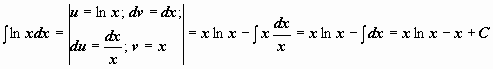 ∫ ln xdx = | u = ln x; dv = dx; du = dx/x; v = x | = x ln x − ∫ x dx/x = x ln x − ∫ dx = x ln x − x + C